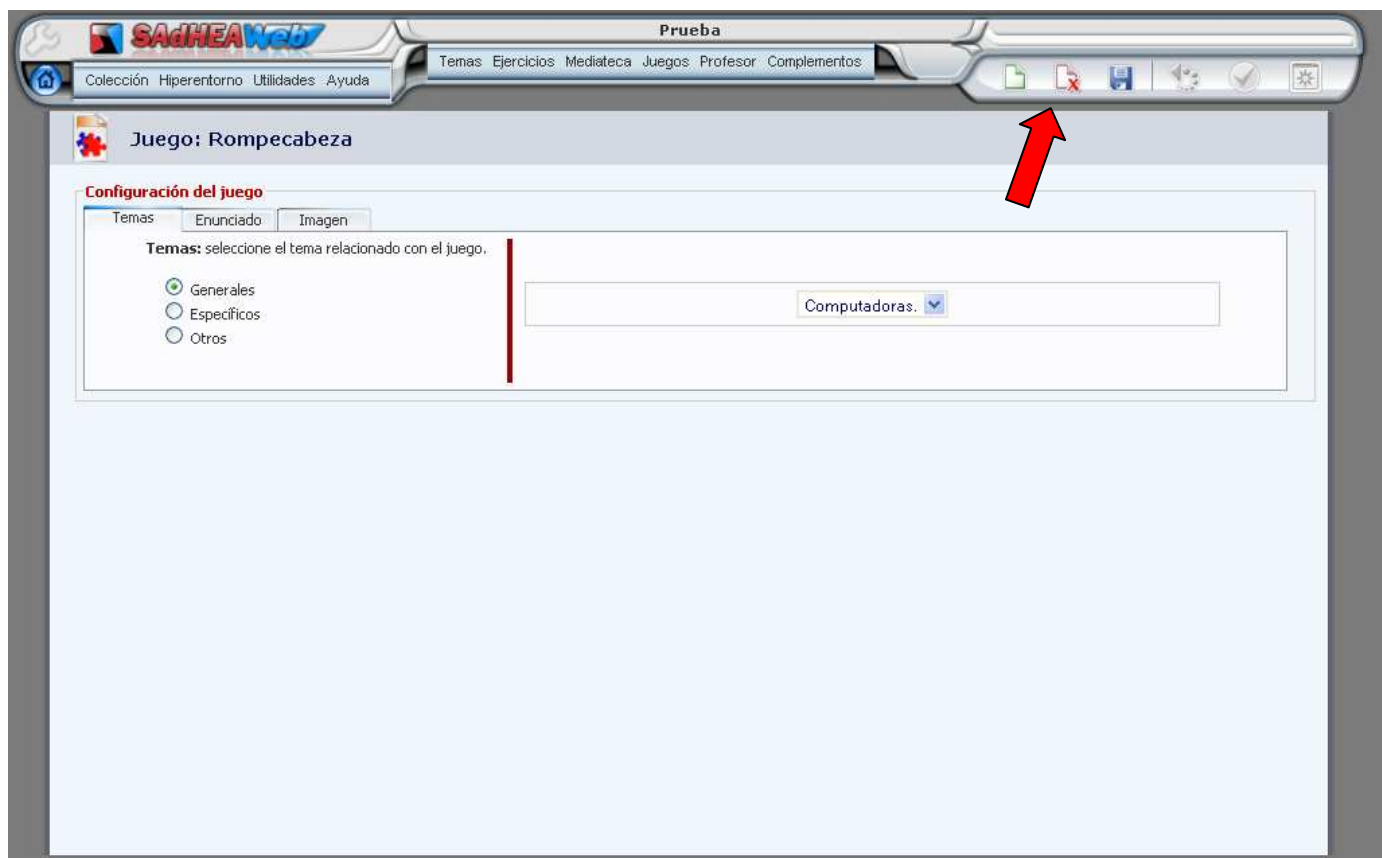 SAdHEAWeb
Prueba
Temas Ejercicios Mediateca Juegos Profesor Complementos
Colección Hiperentorno Utilidades Ayuda
Juego: Rompecabeza
Configuración del juego
Temas Enunciado Imagen
Temas: seleccione el tema relacionado con el juego.
Generales
Computadoras.
Específicos
Otros